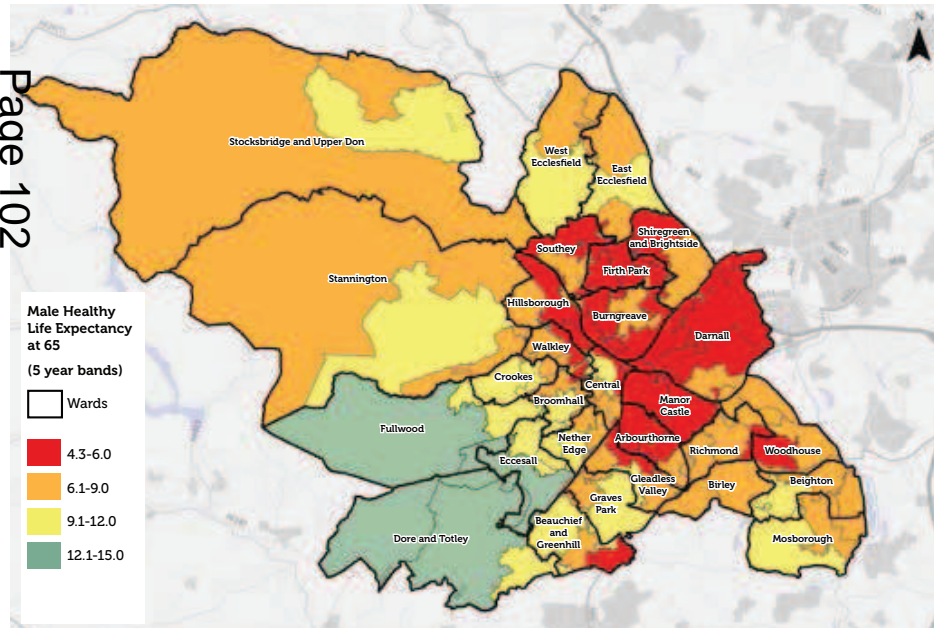 Page 102
Stocksbridge and Upper Don
West
Ecclesfield
East
Ecclesfield
Shiregreen
and Brightside
Southey
Firth Park
Stannington
Hillsborough
Burngreave
Darnall
Walkley
Crookes
Central
Broomhall
Manor
Castle
Fullwood
Nether
Edge
Arbourthorne
Richmond
Woodhouse
Eccesall
Gleadless
Valley
Birley
Beighton
Graves
Park
Beauchief
and
Greenhill
Dore and Totley
Mosborough
Male Healthy
Life Expectancy
at 65
(5 year bands)
Wards
4.3-6.0
6.1-9.0
9.1-12.0
12.1-15.0